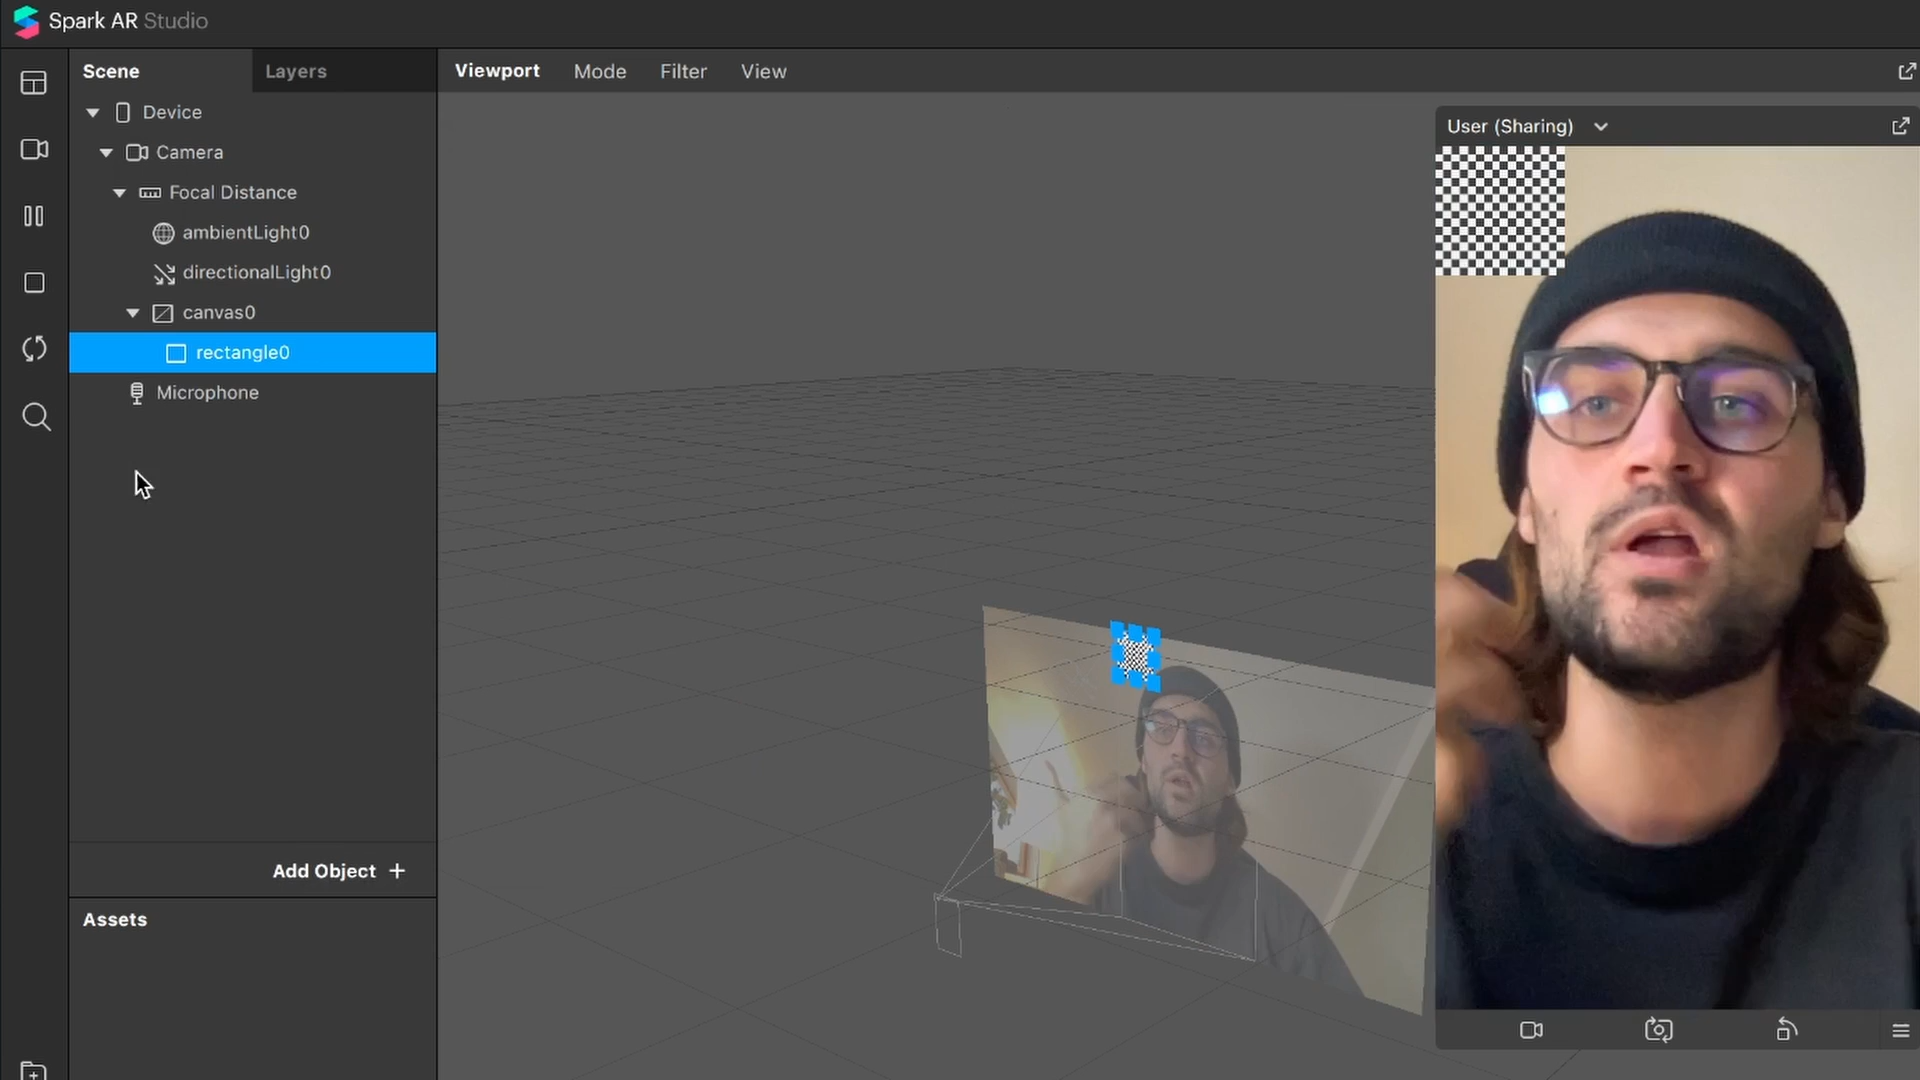 Spark AR Studio
Scene
Layers
Viewport
Mode
Filter
View
Device
User (Sharing)
Camera
Focal Distance
ambientLight0
directionalLight0
canvas0
rectangle0
Microphone
Add Object +
Assets